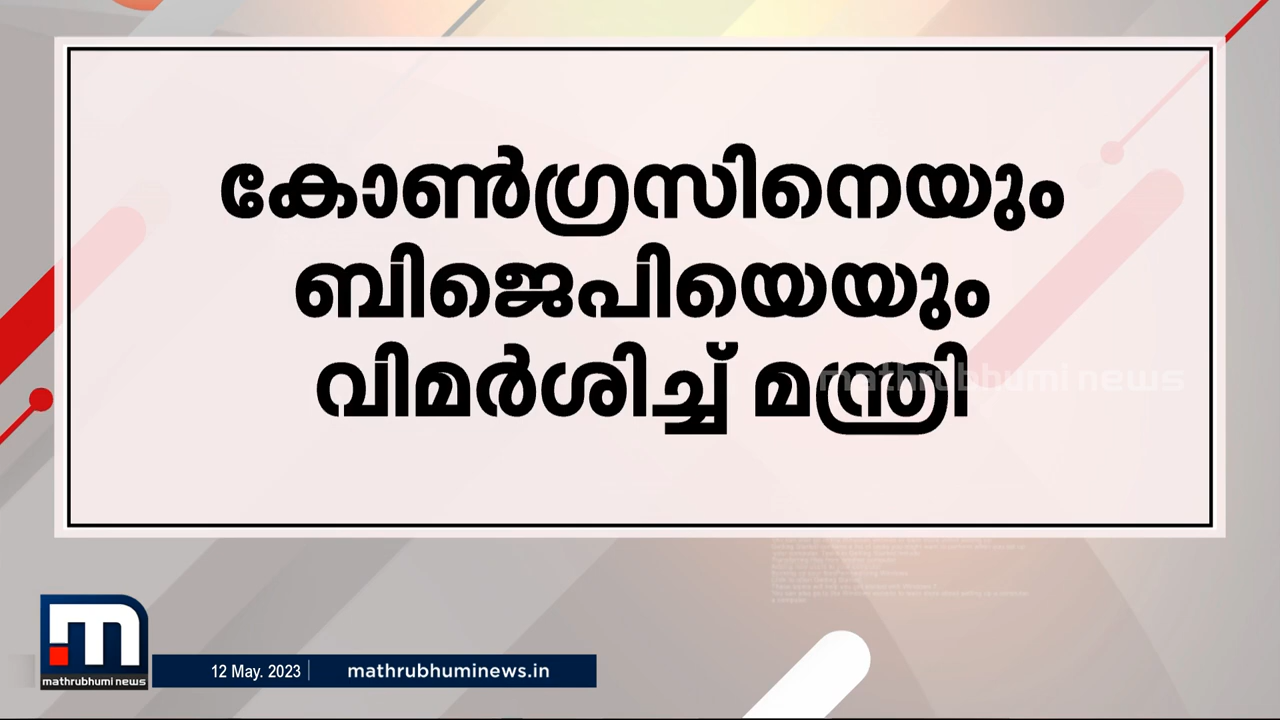 കോൺഗ്രസിനെയും
ബിജെപിയെയും
വിമർശിച്ച് മന്ത്രി
mathrubhumi news
mathrubhumi news
12 May. 2023
mathrubhuminews.in